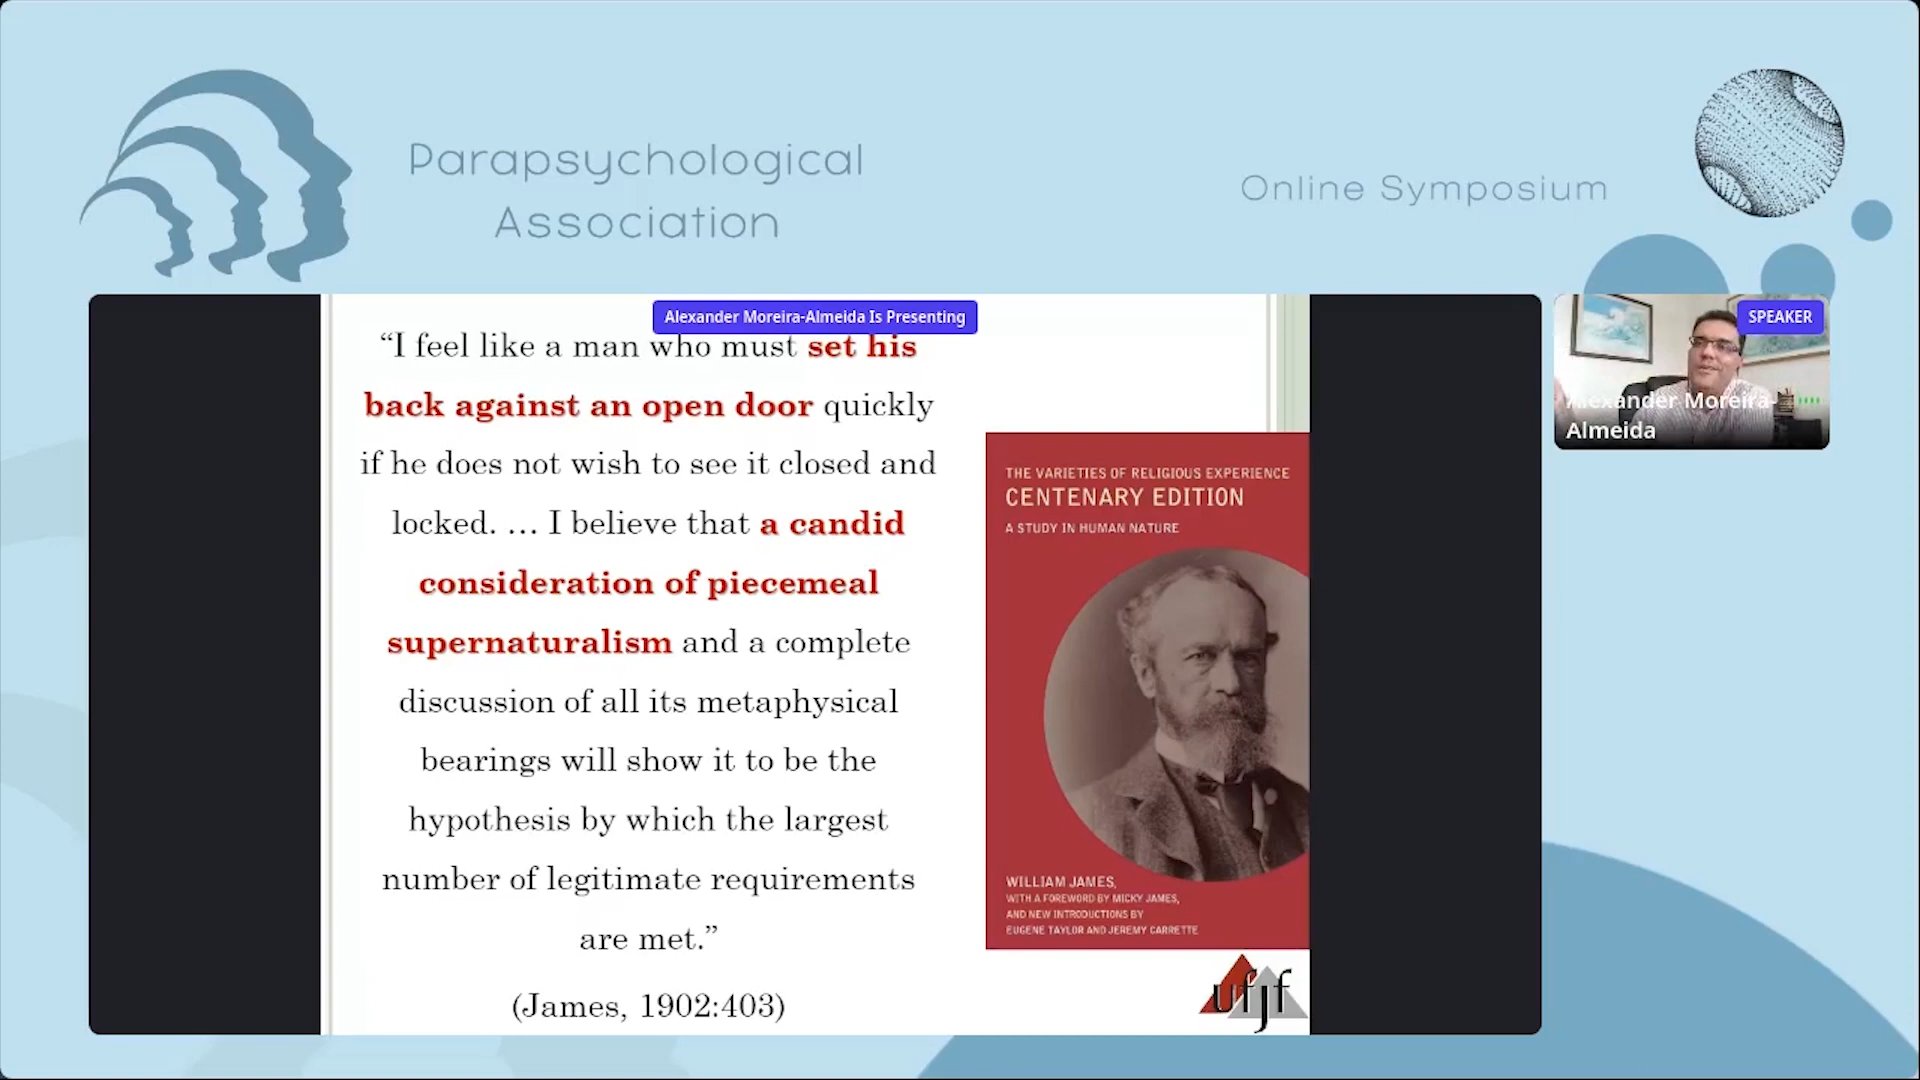 Parapsychological
Association
Online Symposium
Alexander Moreira-Almeida Is Presenting
SPEAKER
Alexander Moreira-
Almeida
“I feel like a man who must set his
back against an open door quickly
if he does not wish to see it closed and
locked. … I believe that a candid
consideration of piecemeal
supernaturalism and a complete
discussion of all its metaphysical
bearings will show it to be the
hypothesis by which the largest
number of legitimate requirements
are met.”
(James, 1902:403)
THE VARIETIES OF RELIGIOUS EXPERIENCE
CENTENARY EDITION
A STUDY IN HUMAN NATURE
WILLIAM JAMES,
WITH A FOREWORD BY MICKY JAMES,
AND NEW INTRODUCTIONS BY
EUGENE TAYLOR AND JEREMY CARRETTE
ufjf